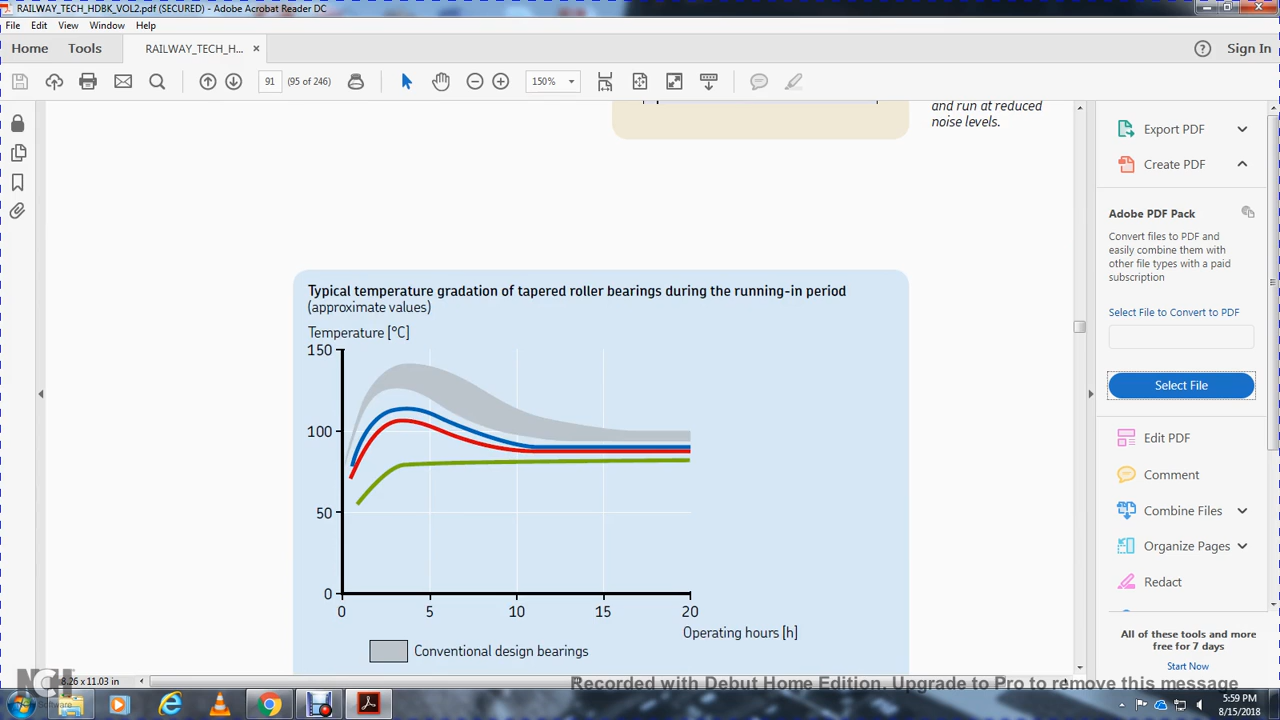 RAILWAY_TECH_HDBK_VOL2.pdf (SECURED) - Adobe Acrobat Reader DC
File Edit View Window Help
Home Tools RAILWAY_TECH_H... × Sign In
91 (95 of 246) 150%
and run at reduced
noise levels.
Export PDF
Create PDF
Adobe PDF Pack
Convert files to PDF and
easily combine them with
other file types with a paid
subscription
Select File to Convert to PDF
Select File
Edit PDF
Comment
Combine Files
Organize Pages
Redact
All of these tools and more
free for 7 days
Start Now
Typical temperature gradation of tapered roller bearings during the running-in period
(approximate values)
Temperature [°C]
150
100
50
0
0 5 10 15 20
Operating hours [h]
Conventional design bearings
8.26 x 11.03 in
NCH
Software
Recorded with Debut Home Edition. Upgrade to Pro to remove this message
5:59 PM
8/15/2018